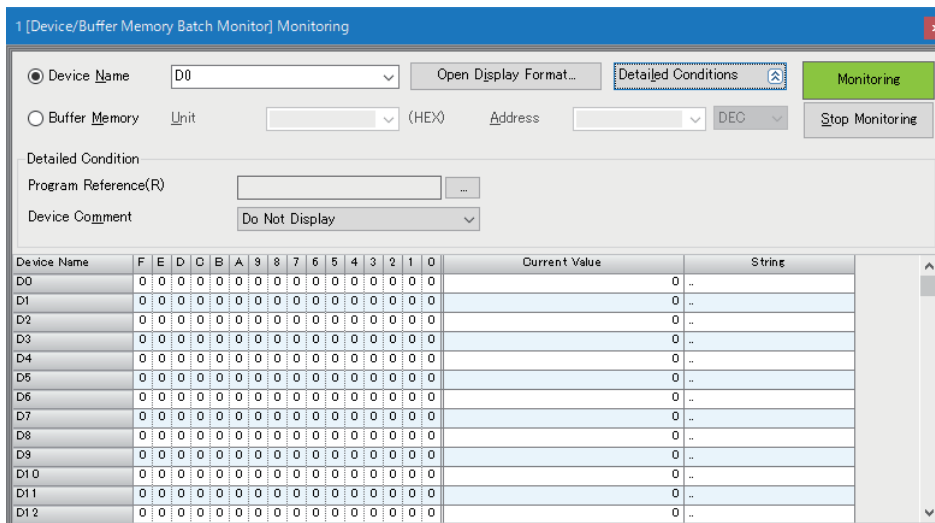 1 [Device/Buffer Memory Batch Monitor] Monitoring
Device Name D0 Open Display Format... Detailed Conditions Monitoring
Buffer Memory Unit (HEX) Address DEC Stop Monitoring
Detailed Condition
Program Reference(R) ...
Device Comment Do Not Display
Device Name F E D C B A 9 8 7 6 5 4 3 2 1 0 Current Value String
D0 0 0 0 0 0 0 0 0 0 0 0 0 0 0 0 0 0 ..
D1 0 0 0 0 0 0 0 0 0 0 0 0 0 0 0 0 0 ..
D2 0 0 0 0 0 0 0 0 0 0 0 0 0 0 0 0 0 ..
D3 0 0 0 0 0 0 0 0 0 0 0 0 0 0 0 0 0 ..
D4 0 0 0 0 0 0 0 0 0 0 0 0 0 0 0 0 0 ..
D5 0 0 0 0 0 0 0 0 0 0 0 0 0 0 0 0 0 ..
D6 0 0 0 0 0 0 0 0 0 0 0 0 0 0 0 0 0 ..
D7 0 0 0 0 0 0 0 0 0 0 0 0 0 0 0 0 0 ..
D8 0 0 0 0 0 0 0 0 0 0 0 0 0 0 0 0 0 ..
D9 0 0 0 0 0 0 0 0 0 0 0 0 0 0 0 0 0 ..
D10 0 0 0 0 0 0 0 0 0 0 0 0 0 0 0 0 0 ..
D11 0 0 0 0 0 0 0 0 0 0 0 0 0 0 0 0 0 ..
D12 0 0 0 0 0 0 0 0 0 0 0 0 0 0 0 0 0 ..